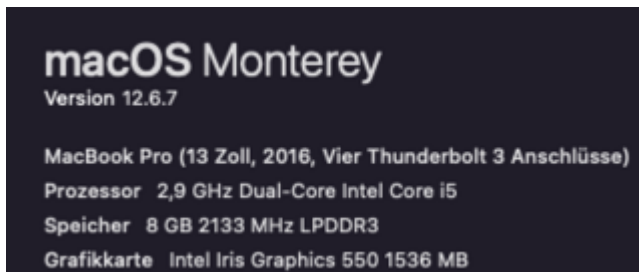 macOS Monterey
Version 12.6.7
MacBook Pro (13 Zoll, 2016, Vier Thunderbolt 3 Anschlüsse)
Prozessor 2,9 GHz Dual-Core Intel Core i5
Speicher 8 GB 2133 MHz LPDDR3
Grafikkarte Intel Iris Graphics 550 1536 MB